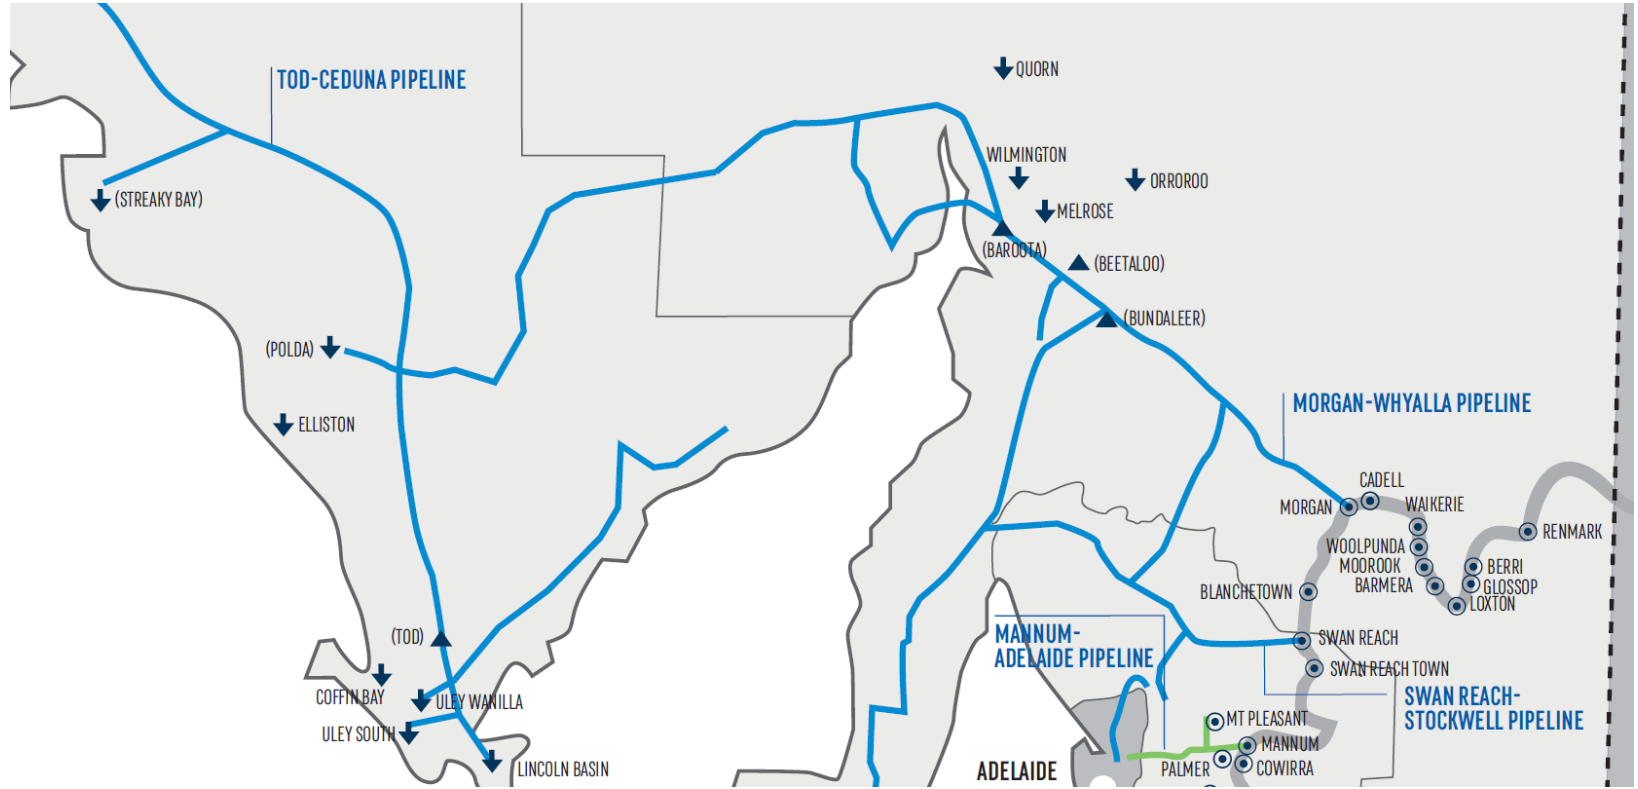 QUORN
TOD-CEDUNA PIPELINE
WILMINGTON
ORROROO
(STREAKY BAY)
MELROSE
(BAROOTA)
(BEETALOO)
(BUNDALEER)
(POLDA)
ELLISTON
MORGAN-WHYALLA PIPELINE
CADELL
MORGAN
WAIKERIE
RENMARK
WOOLPUNDA
MOOROOK
BERRI
BARMERA
GLOSSOP
BLANCHETOWN
LOXTON
(TOD)
MANNUM-
ADELAIDE PIPELINE
SWAN REACH
SWAN REACH TOWN
COFFIN BAY
ULEY WANILLA
SWAN REACH-
STOCKWELL PIPELINE
MT PLEASANT
ULEY SOUTH
MANNUM
LINCOLN BASIN
ADELAIDE
PALMER
COWIRRA